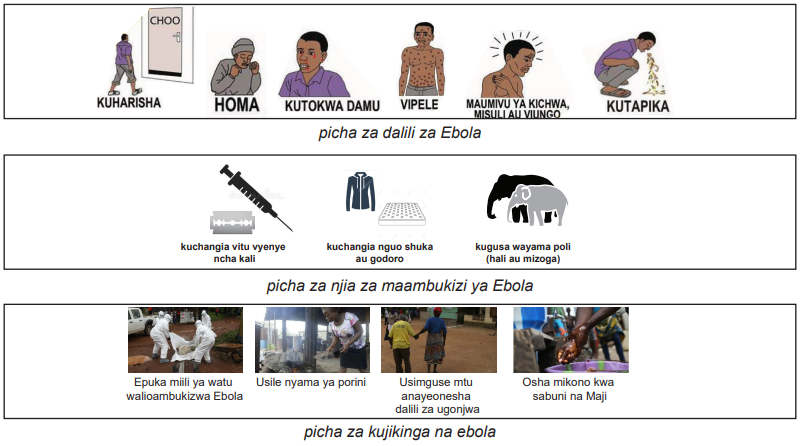 CHOO
KUHARISHA
HOMA
KUTOKWA DAMU
VIPELE
MAUMIVU YA KICHWA,
MISULI AU VIUNGO
KUTAPIKA
picha za dalili za Ebola
kuchangia vitu vyenye
ncha kali
kuchangia nguo shuka
au godoro
kugusa wayama poli
(hali au mizoga)
picha za njia za maambukizi ya Ebola
Epuka miili ya watu
walioambukizwa Ebola
Usile nyama ya porini
Usimguse mtu
anayeonesha
dalili za ugonjwa
Osha mikono kwa
sabuni na Maji
picha za kujikinga na ebola